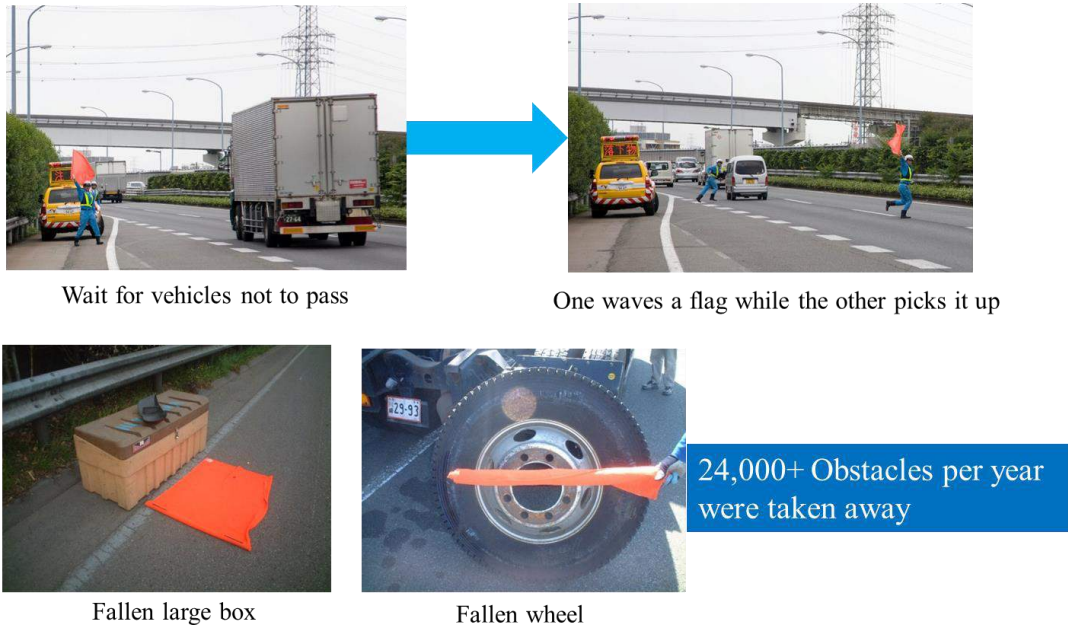 Wait for vehicles not to pass
One waves a flag while the other picks it up
29-93
24,000+ Obstacles per year
were taken away
Fallen large box
Fallen wheel